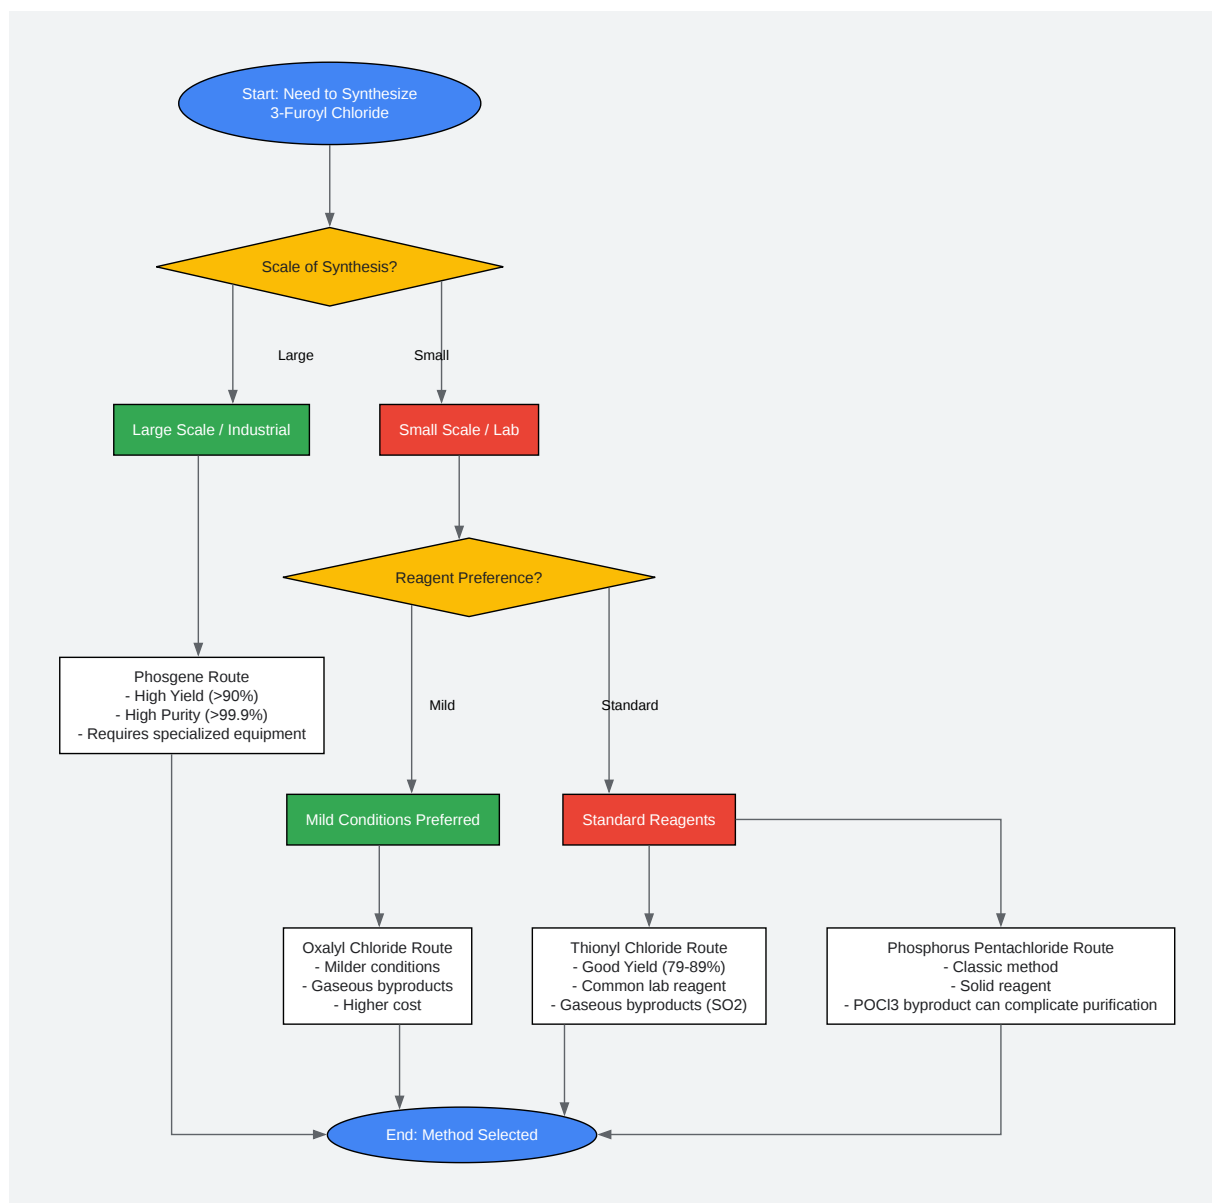 Start: Need to Synthesize
3-Furoyl Chloride
Scale of Synthesis?
Large
Small
Large Scale / Industrial
Small Scale / Lab
Reagent Preference?
Phosgene Route
- High Yield (>90%)
- High Purity (>99.9%)
- Requires specialized equipment
Mild
Standard
Mild Conditions Preferred
Standard Reagents
Oxalyl Chloride Route
- Milder conditions
- Gaseous byproducts
- Higher cost
Thionyl Chloride Route
- Good Yield (79-89%)
- Common lab reagent
- Gaseous byproducts (SO2)
Phosphorus Pentachloride Route
- Classic method
- Solid reagent
- POCl3 byproduct can complicate purification
End: Method Selected